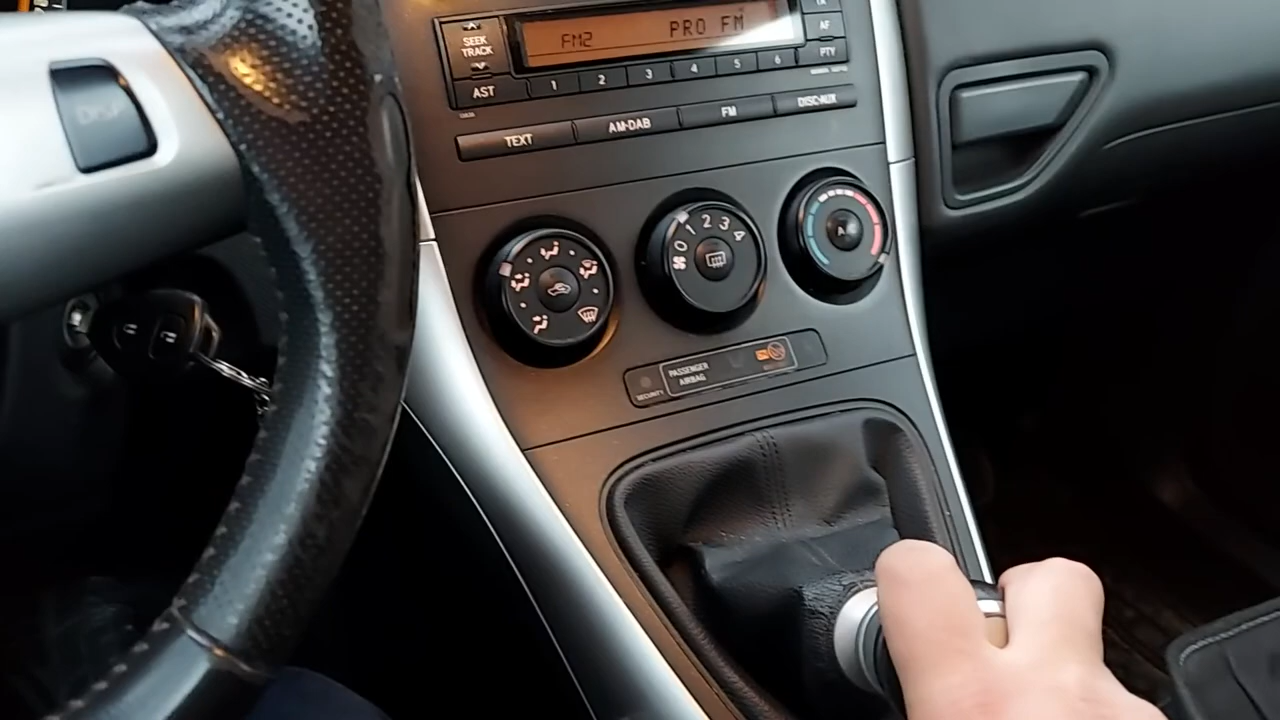 DISP
SEEK
TRACK
FM2 PRO FM
AF
PTY
1 2 3 4 5 6
AST
TEXT AM·DAB FM DISC·AUX
0 1 2 3 4
A/C
SECURITY
PASSENGER
AIRBAG